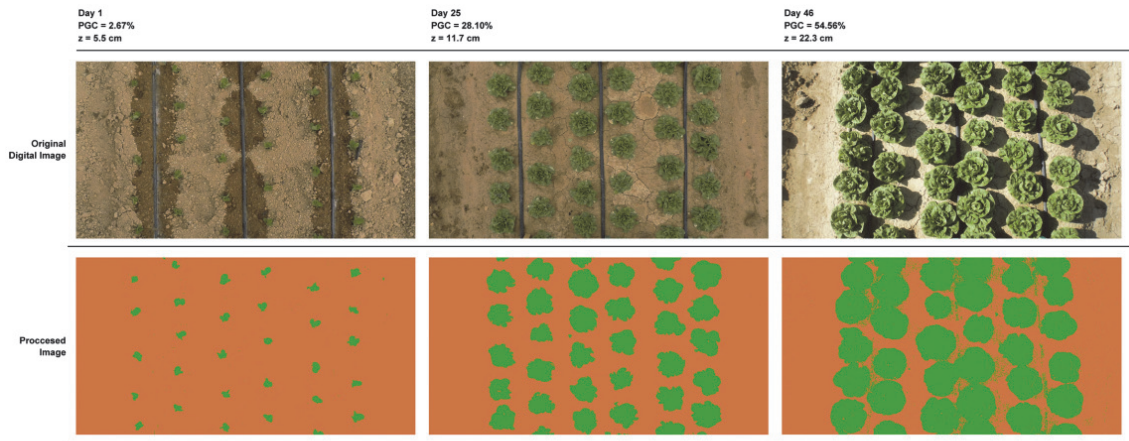 Day 1
PGC = 2.67%
z = 5.5 cm
Day 25
PGC = 28.10%
z = 11.7 cm
Day 46
PGC = 54.56%
z = 22.3 cm
Original
Digital Image
Proccesed
Image